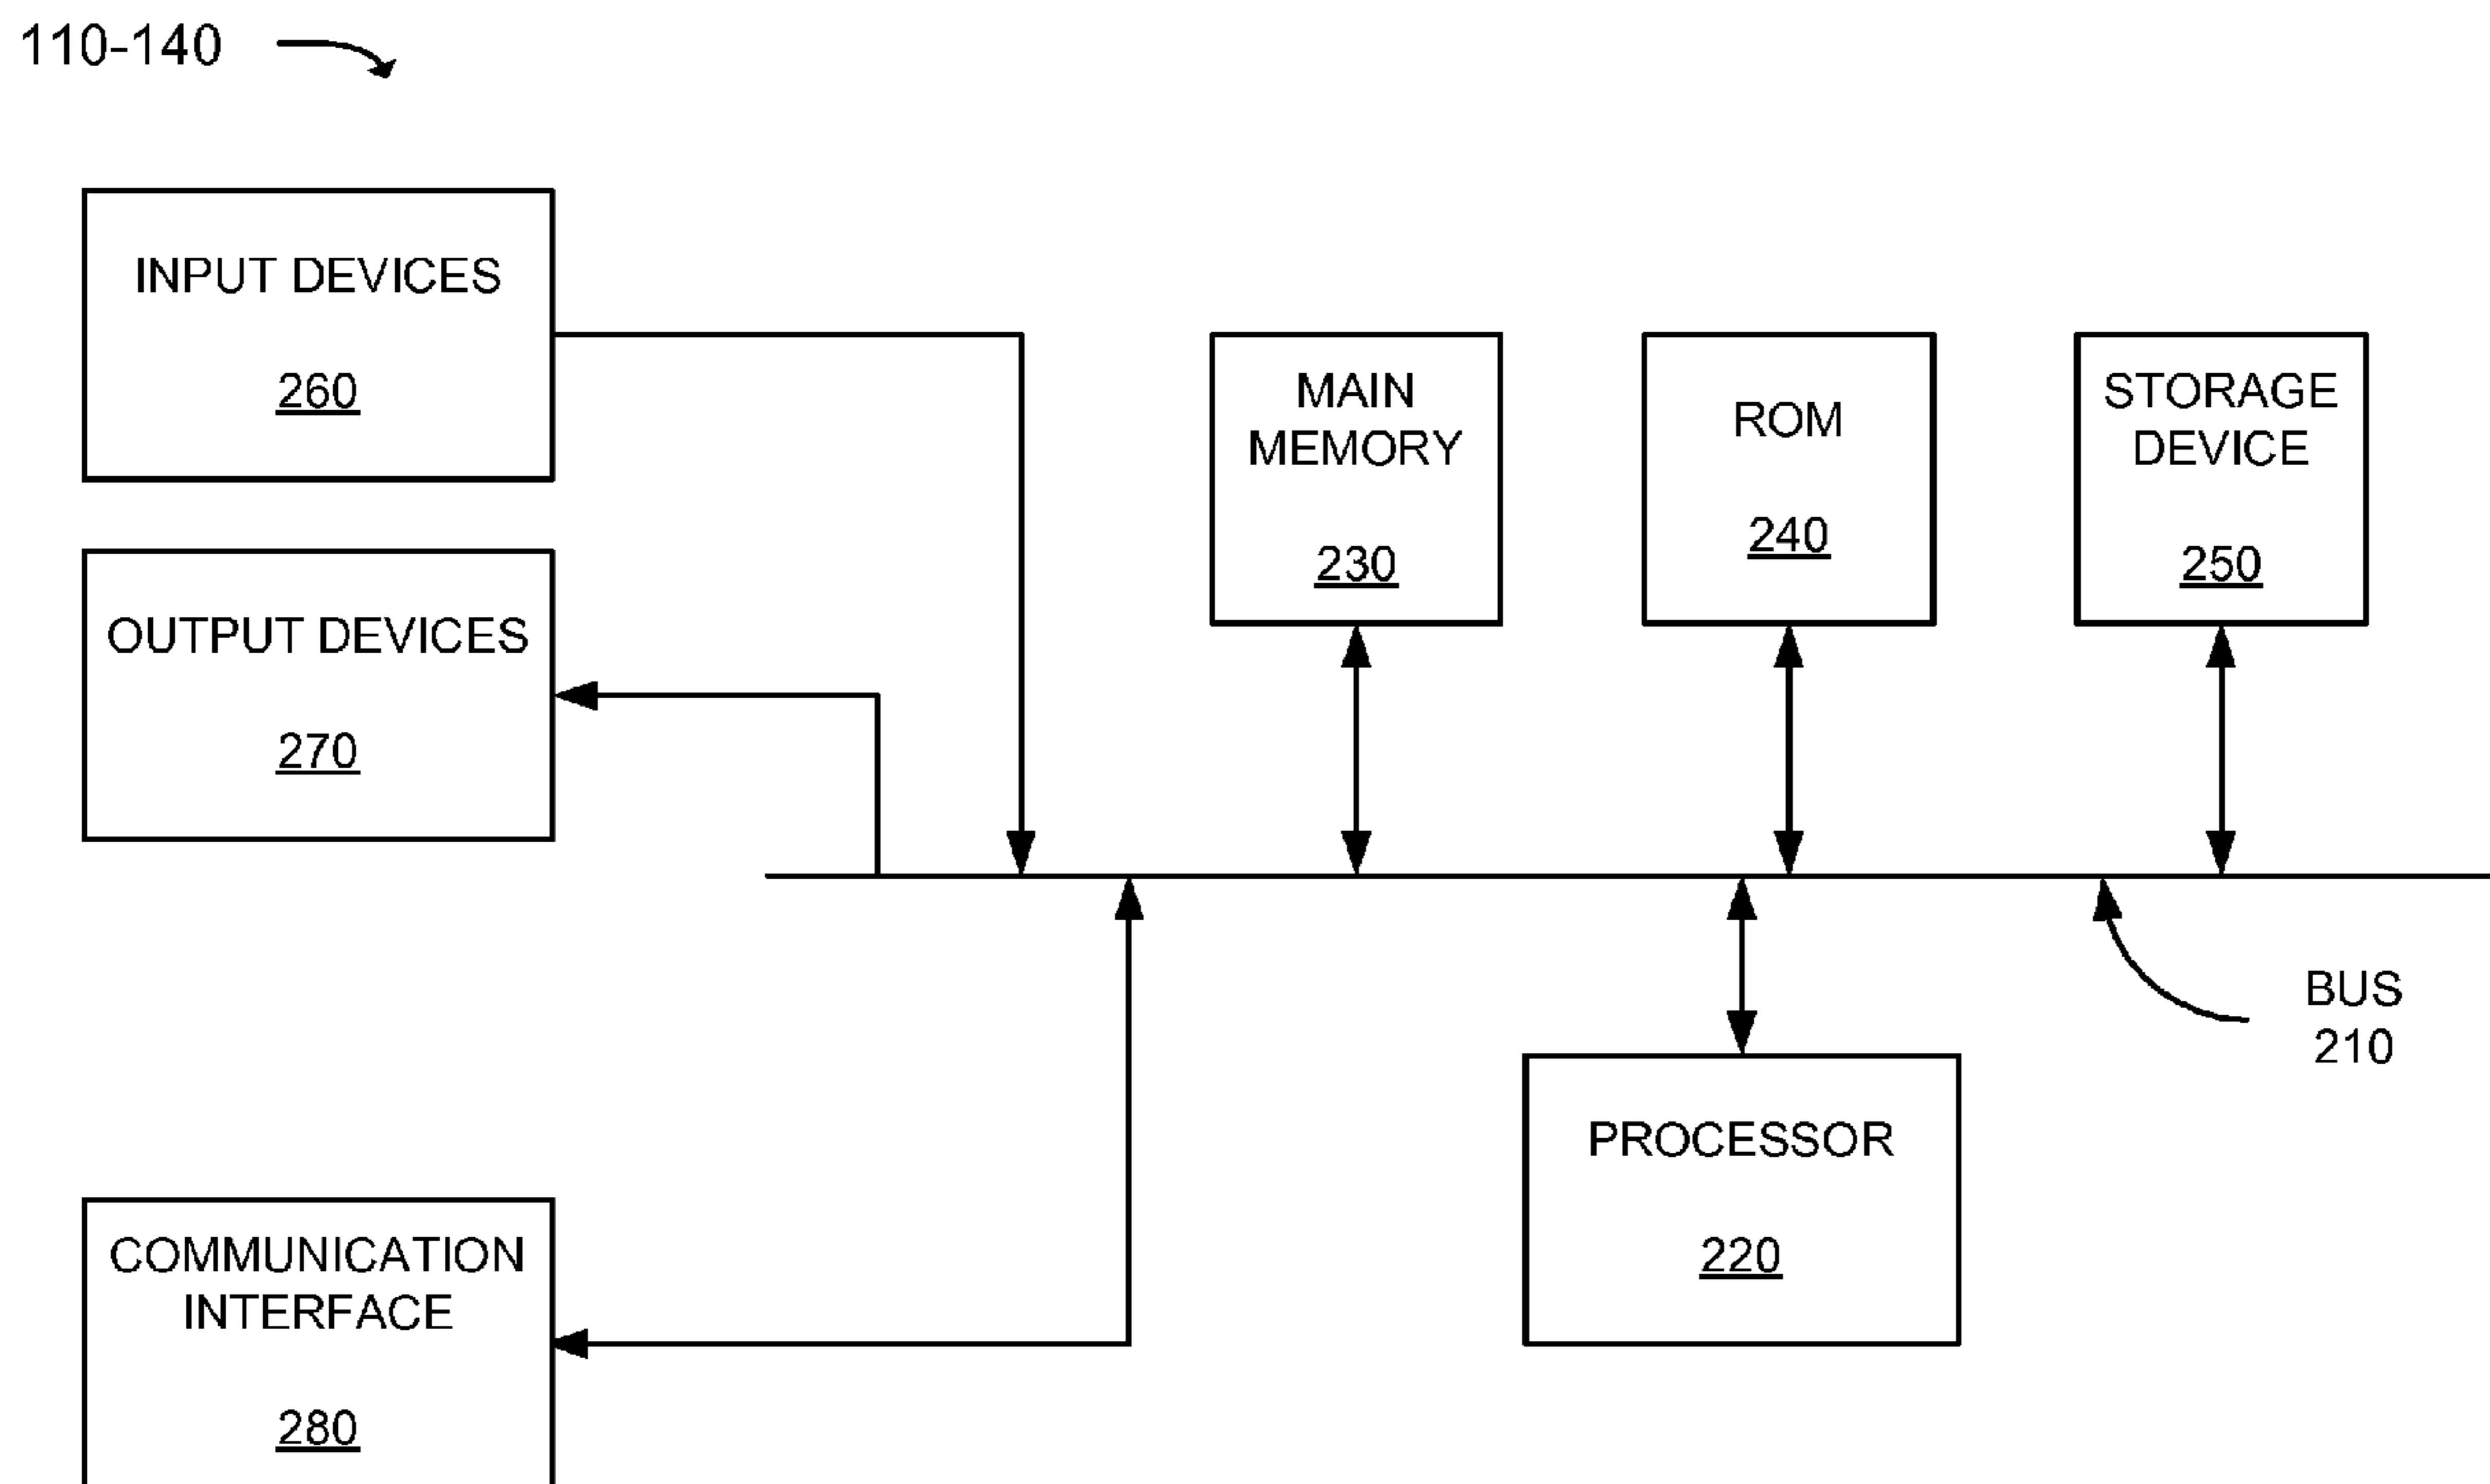 110-140
INPUT DEVICES
260
OUTPUT DEVICES
270
MAIN
MEMORY
230
ROM
240
STORAGE
DEVICE
250
BUS
210
PROCESSOR
220
COMMUNICATION
INTERFACE
280